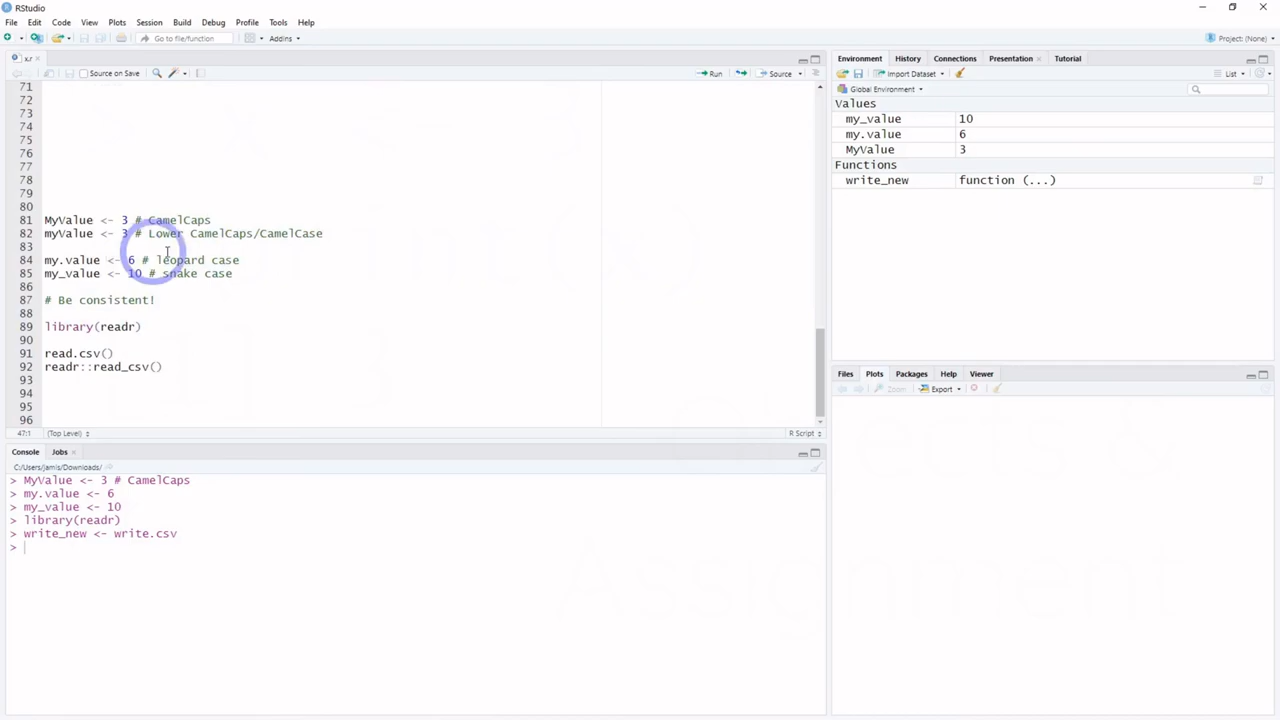 RStudio
File Edit Code View Plots Session Build Debug Profile Tools Help
Go to file/function Addins Project: (None)
x.r
Source on Save Run Source
71
72
73
74
75
76
77
78
79
80
81 MyValue <- 3 # CamelCaps
82 myValue <- 3 # Lower CamelCaps/CamelCase
83
84 my.value <- 6 # leopard case
85 my_value <- 10 # snake case
86
87 # Be consistent!
88
89 library(readr)
90
91 read.csv()
92 readr::read_csv()
93
94
95
96
47:1 (Top Level) R Script
Console Jobs
C:/Users/jamis/Downloads/
> MyValue <- 3 # CamelCaps
> my.value <- 6
> my_value <- 10
> library(readr)
> write_new <- write.csv
>
Environment History Connections Presentation Tutorial
Import Dataset List
Global Environment
Values
my_value 10
my.value 6
MyValue 3
Functions
write_new function (...)
Files Plots Packages Help Viewer
Zoom Export
Assignment